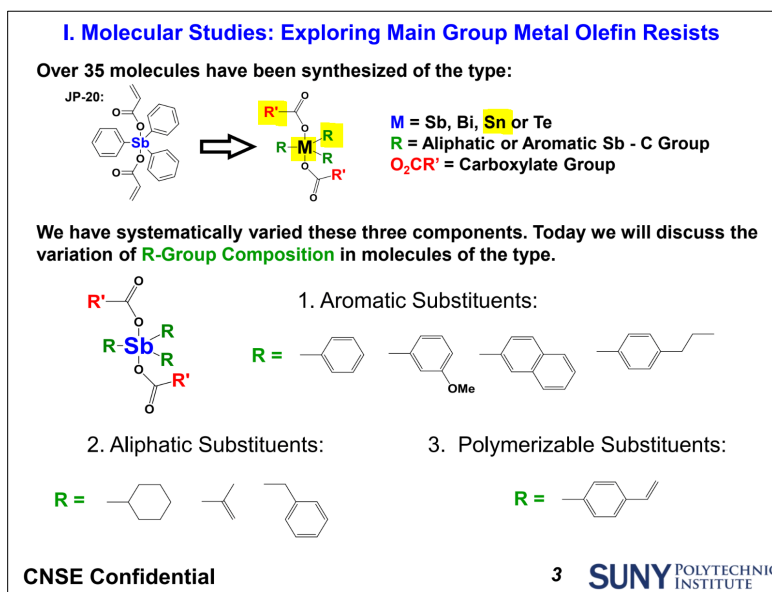 I. Molecular Studies: Exploring Main Group Metal Olefin Resists
Over 35 molecules have been synthesized of the type:
JP-20:
O
O
Sb
O
O
R'
O
O
R
R
M
R
O
R'
O
M = Sb, Bi, Sn or Te
R = Aliphatic or Aromatic Sb - C Group
O₂CR' = Carboxylate Group
We have systematically varied these three components. Today we will discuss the
variation of R-Group Composition in molecules of the type.
O
R'
O
R
R
Sb
R
O
R'
O
1. Aromatic Substituents:
R =
OMe
2. Aliphatic Substituents:
R =
3. Polymerizable Substituents:
R =
CNSE Confidential
3
SUNY POLYTECHNIC
INSTITUTE